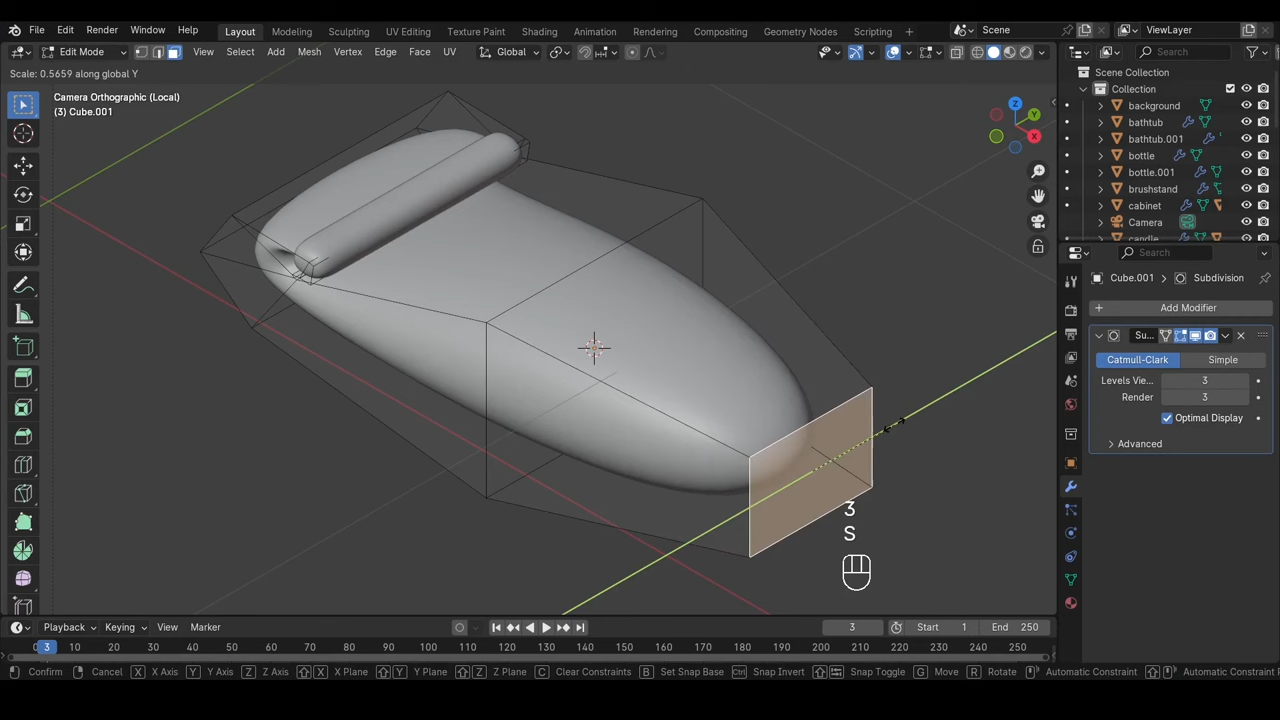 File Edit Render Window Help Layout Modeling Sculpting UV Editing Texture Paint Shading Animation Rendering Compositing Geometry Nodes Scripting + Scene ViewLayer
Edit Mode View Select Add Mesh Vertex Edge Face UV Global Search
Scale: 0.5659 along global Y
Camera Orthographic (Local)
(3) Cube.001
Z
Y
X
Scene Collection
Collection
background
bathtub
bathtub.001
bottle
bottle.001
brushstand
cabinet
Camera
candle
Search
Cube.001 > Subdivision
+ Add Modifier
Su...
Catmull-Clark Simple
Levels Vie... 3
Render 3
Optimal Display
Advanced
3
S
Playback Keying View Marker 3 Start 1 End 250
0 3 10 20 30 40 50 60 70 80 90 100 110 120 130 140 150 160 170 180 190 200 210 220 230 240 250
Confirm Cancel X X Axis Y Y Axis Z Z Axis X X Plane Y Y Plane Z Z Plane C Clear Constraints B Set Snap Base Ctrl Snap Invert Snap Toggle G Move R Rotate Automatic Constraint Automatic Constraint